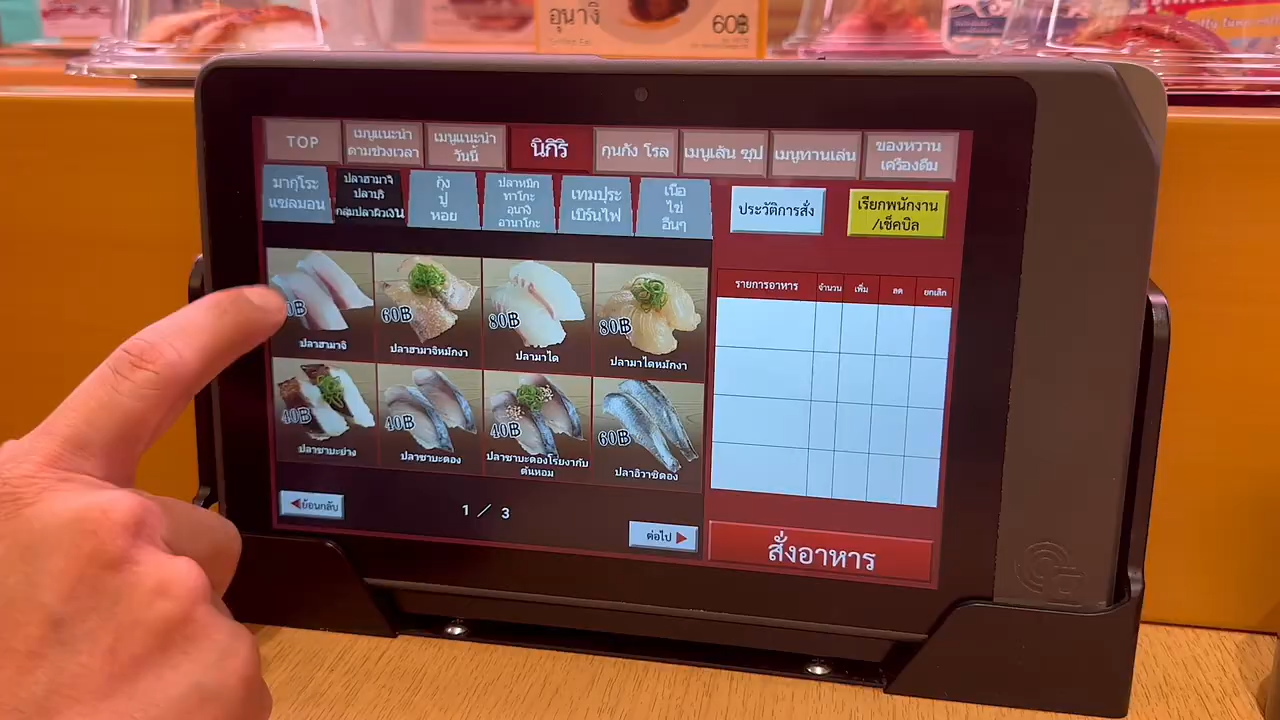 อุนางิ
60฿
TOP
เมนูแนะนำ
ตามช่วงเวลา
เมนูแนะนำ
วันนี้
นิกิริ
กุนกัง โรล
เมนูเส้น ซุป
เมนูทานเล่น
ของหวาน
เครื่องดื่ม
มากุโระ
แซลมอน
ปลาฮามาจิ
ปลาบุริ
กลุ่มปลาผิวเงิน
กุ้ง
ปู
หอย
ปลาหมึก
ทาโกะ
อุนางิ
อานาโกะ
เทมปุระ
เบิร์นไฟ
เนื้อ
ไข่
อื่นๆ
ประวัติการสั่ง
เรียกพนักงาน
/เช็คบิล
60฿
80฿
80฿
ปลาฮามาจิ
ปลาฮามาจิหมักงา
ปลามาได
ปลามาไดหมักงา
40฿
40฿
40฿
60฿
ปลาซาบะย่าง
ปลาซาบะดอง
ปลาซาบะดองโรยงากับ
ต้นหอม
ปลาอิวาชิดอง
รายการอาหาร
จำนวน
เพิ่ม
ลด
ยกเลิก
ย้อนกลับ
1 / 3
ต่อไป
สั่งอาหาร